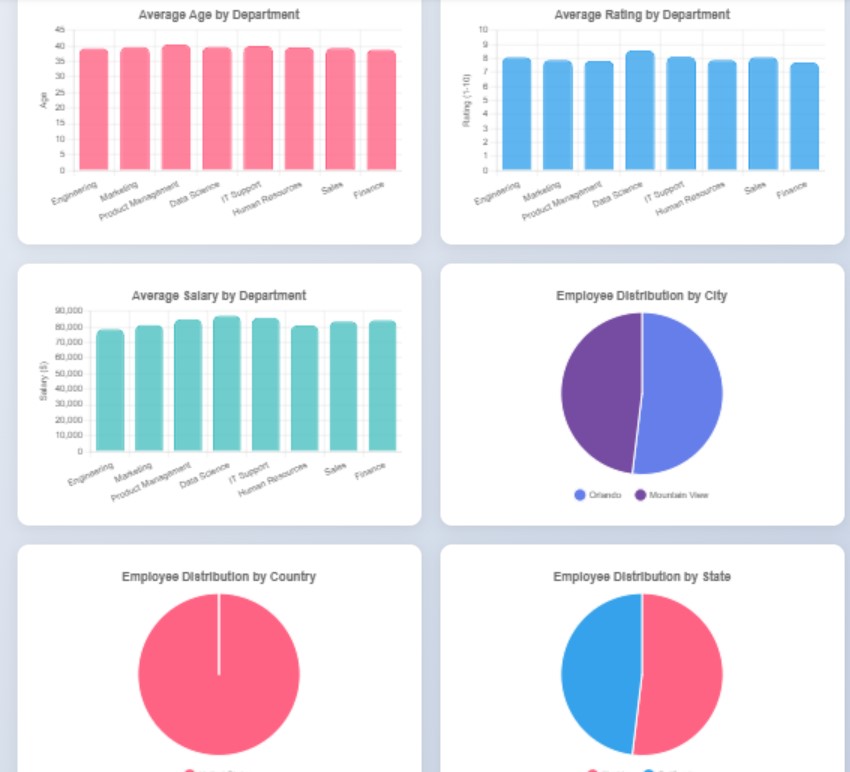 Average Age by Department
45
40
35
30
25
20
15
10
5
0
Age
Engineering
Marketing
Product Management
Data Science
IT Support
Human Resources
Sales
Finance
Average Rating by Department
10
9
8
7
6
5
4
3
2
1
0
Rating (1-10)
Engineering
Marketing
Product Management
Data Science
IT Support
Human Resources
Sales
Finance
Average Salary by Department
90,000
80,000
70,000
60,000
50,000
40,000
30,000
20,000
10,000
0
Salary ($)
Engineering
Marketing
Product Management
Data Science
IT Support
Human Resources
Sales
Finance
Employee Distribution by City
Orlando
Mountain View
Employee Distribution by Country
Employee Distribution by State